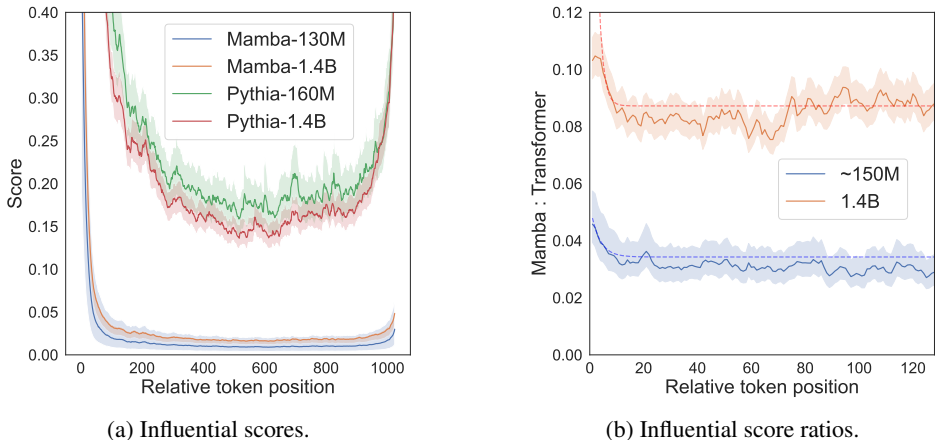 0.40
0.35
0.30
0.25
0.20
0.15
0.10
0.05
0.00
Score
0 200 400 600 800 1000
Relative token position
Mamba-130M
Mamba-1.4B
Pythia-160M
Pythia-1.4B
(a) Influential scores.
0.12
0.10
0.08
0.06
0.04
0.02
0.00
Mamba : Transformer
0 20 40 60 80 100 120
Relative token position
~150M
1.4B
(b) Influential score ratios.